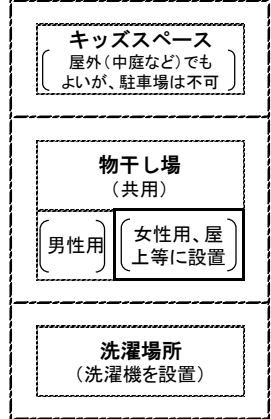 キッズスペース
屋外(中庭など)でも
よいが、駐車場は不可
物干し場
(共用)
男性用
女性用、屋
上等に設置
洗濯場所
(洗濯機を設置)